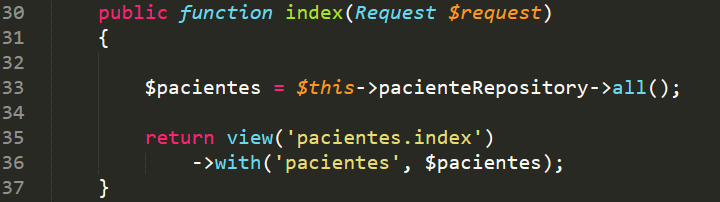 30 public function index(Request $request)
31 {
32
33 $pacientes = $this->pacienteRepository->all();
34
35 return view('pacientes.index')
36 ->with('pacientes', $pacientes);
37 }